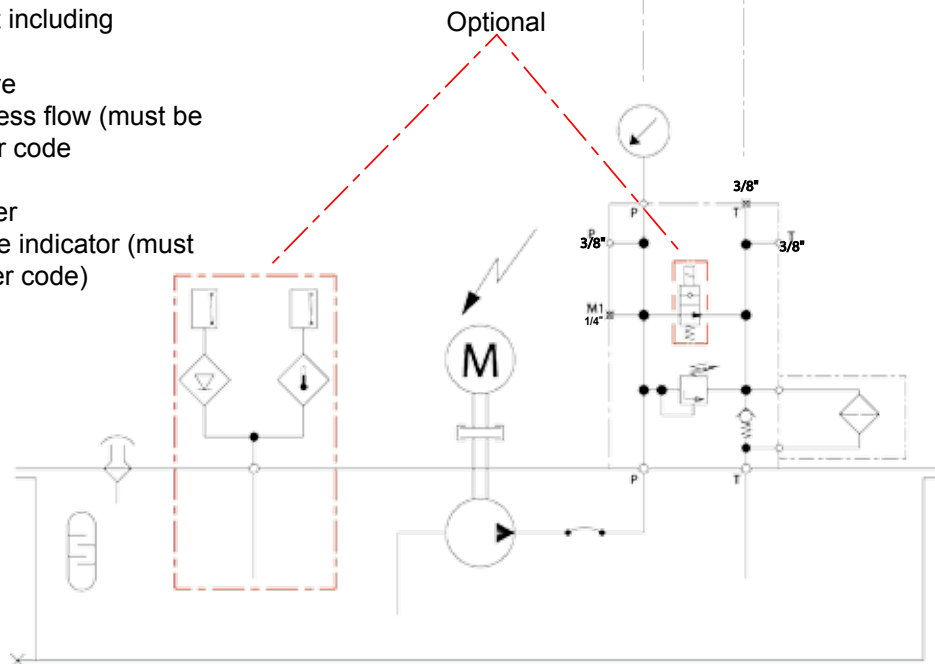 t including
Optional
re
ess flow (must be
r code
er
e indicator (must
er code)
3/8"
P
T
P
3/8"
T
3/8"
M1
1/4"
M
P
T